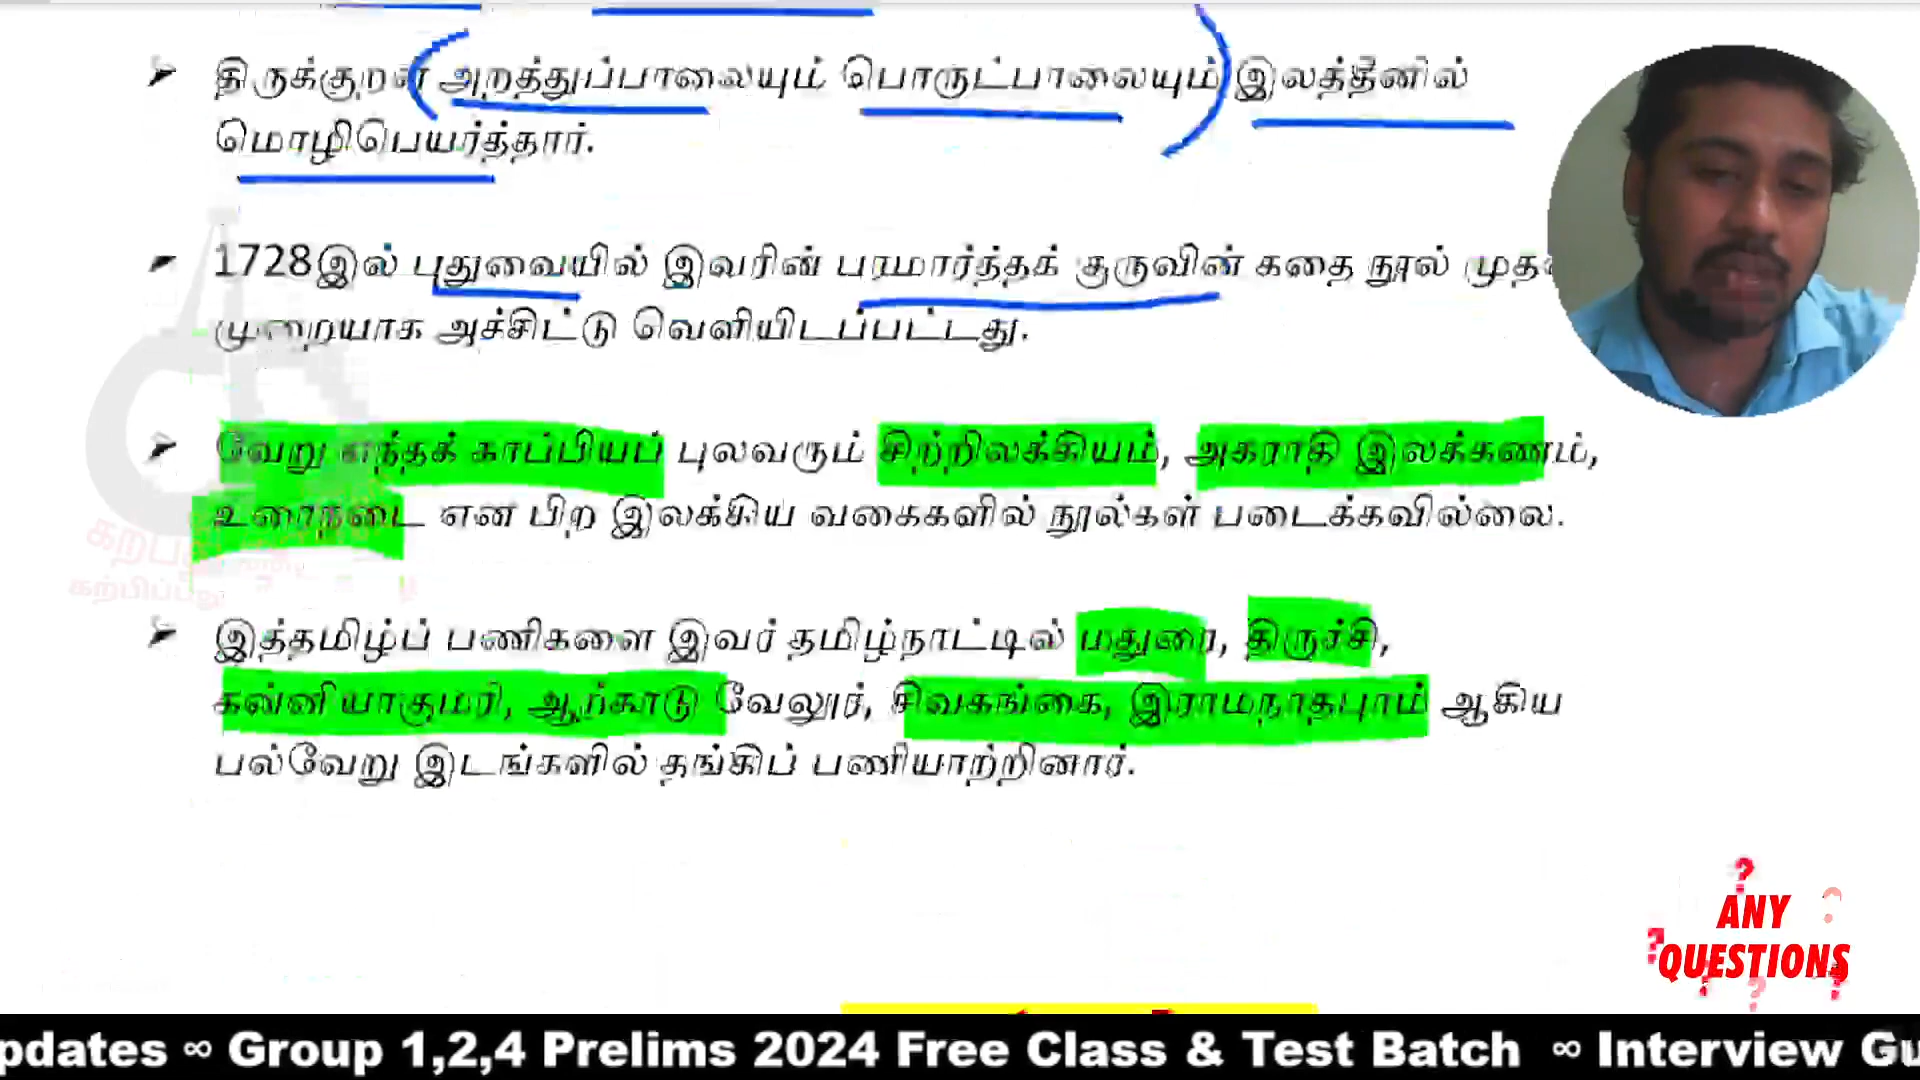 திருக்குறள் அறத்துப்பாலையும் பொருட்பாலையும் இலத்தீனில்
மொழிபெயர்த்தார்.
1728இல் புதுவையில் இவரின் பரமார்த்தக் குருவின் கதை நூல்
முறையாக அச்சிட்டு வெளியிடப்பட்டது.
வேறு எந்தக் காப்பியப் புலவரும் சிற்றிலக்கியம், அகராதி இலக்கணம்,
உரைநடை என பிற இலக்கிய வகைகளில் நூல்கள் படைக்கவில்லை.
இத்தமிழ்ப் பணிகளை இவர் தமிழ்நாட்டில் மதுரை, திருச்சி,
கன்னியாகுமரி, ஆற்காடு வேலூர், சிவகங்கை, இராமநாதபுரம் ஆகிய
பல்வேறு இடங்களில் தங்கிப் பணியாற்றினார்.
ANY
QUESTIONS
pdates ∞ Group 1,2,4 Prelims 2024 Free Class & Test Batch ∞ Interview Gu